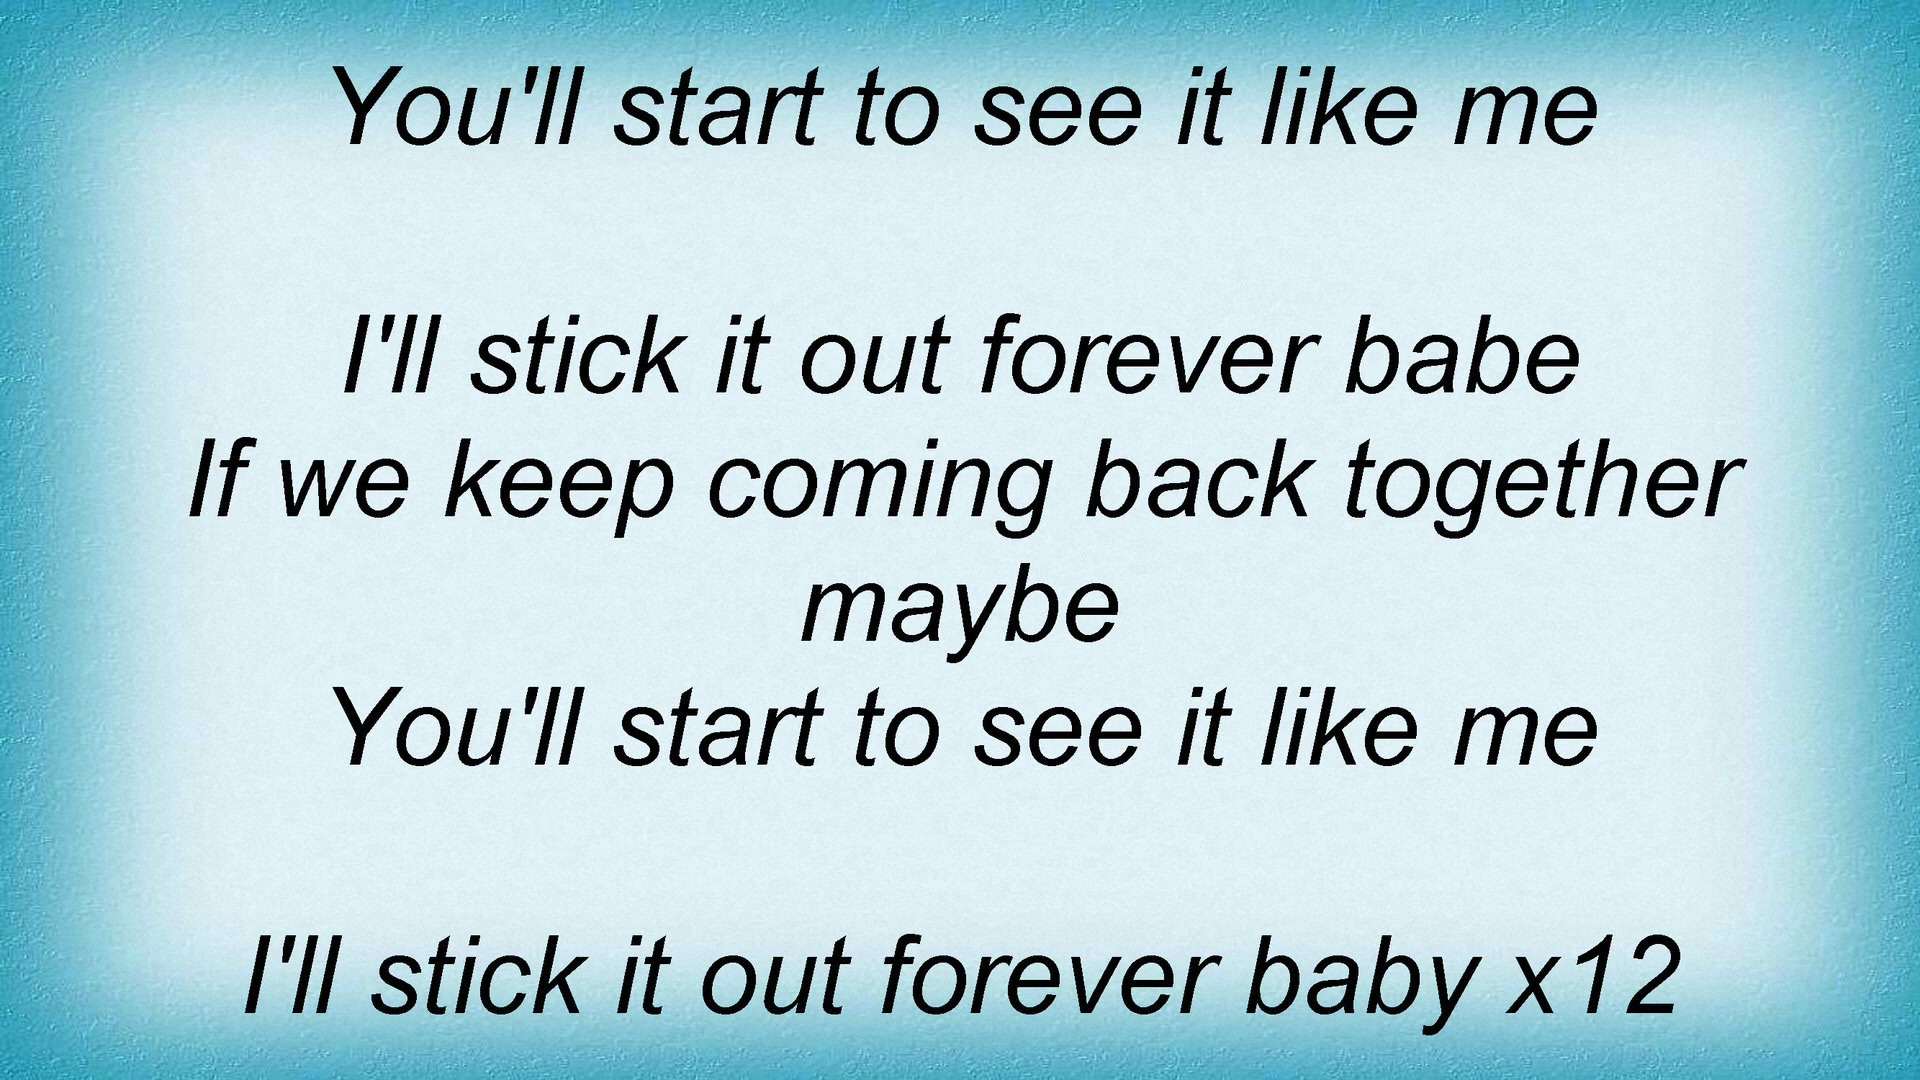 You'll start to see it like me
I'll stick it out forever babe
If we keep coming back together
maybe
You'll start to see it like me
I'll stick it out forever baby x12